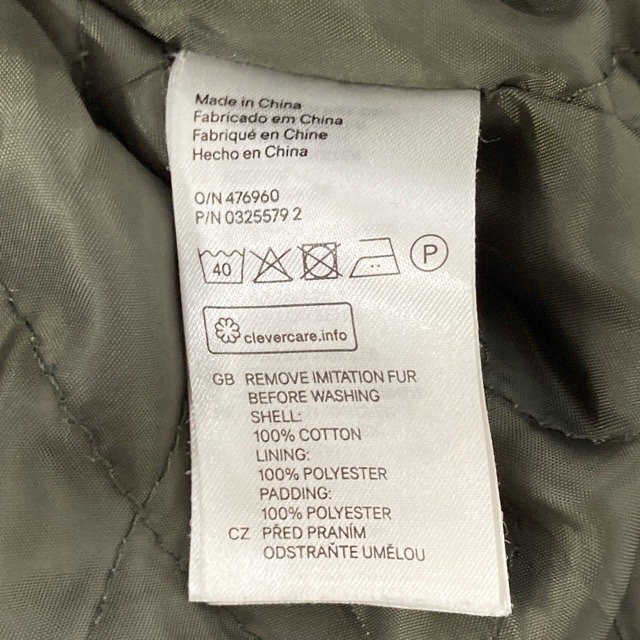 Made in China
Fabricado em China
Fabriqué en Chine
Hecho en China
O/N 476960
P/N 0325579 2
40 P
clevercare.info
GB REMOVE IMITATION FUR
BEFORE WASHING
SHELL:
100% COTTON
LINING:
100% POLYESTER
PADDING:
100% POLYESTER
CZ PŘED PRANÍM
ODSTRAŇTE UMĚLOU